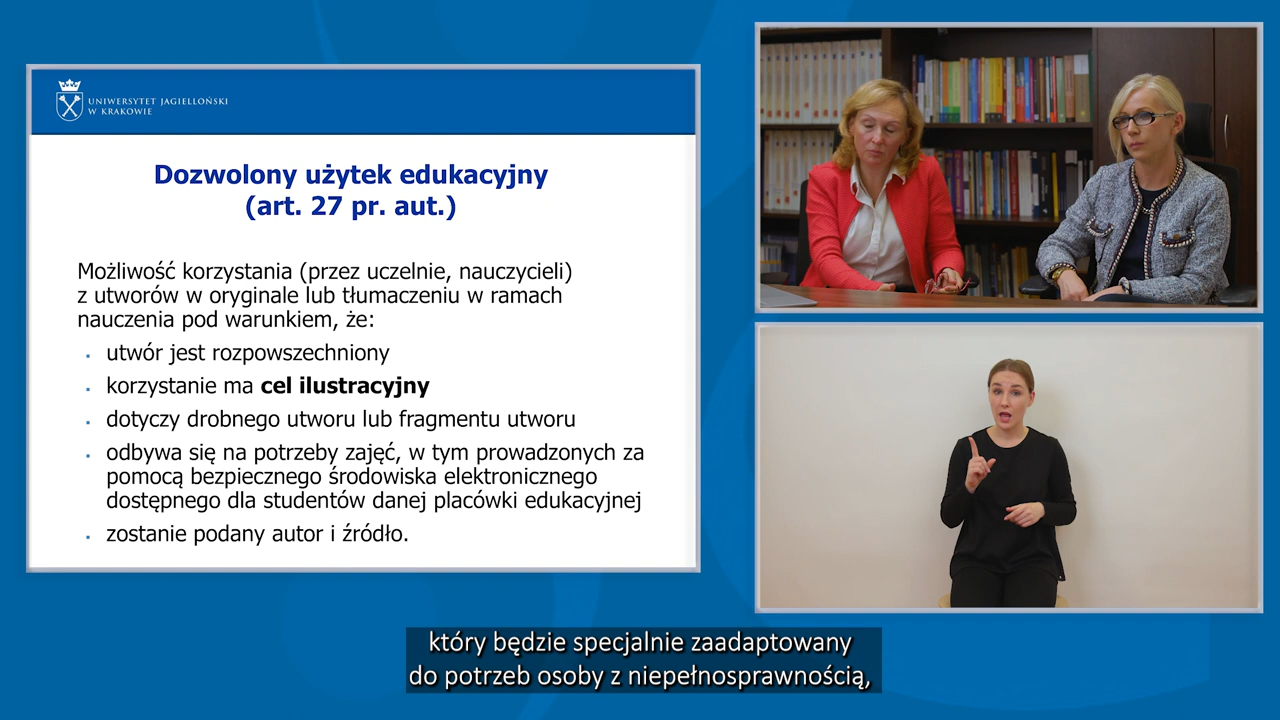 UNIWERSYTET JAGIELLOŃSKI
W KRAKOWIE
Dozwolony użytek edukacyjny
(art. 27 pr. aut.)
Możliwość korzystania (przez uczelnie, nauczycieli)
z utworów w oryginale lub tłumaczeniu w ramach
nauczenia pod warunkiem, że:
utwór jest rozpowszechniony
korzystanie ma cel ilustracyjny
dotyczy drobnego utworu lub fragmentu utworu
odbywa się na potrzeby zajęć, w tym prowadzonych za
pomocą bezpiecznego środowiska elektronicznego
dostępnego dla studentów danej placówki edukacyjnej
zostanie podany autor i źródło.
który będzie specjalnie zaadaptowany
do potrzeb osoby z niepełnosprawnością,